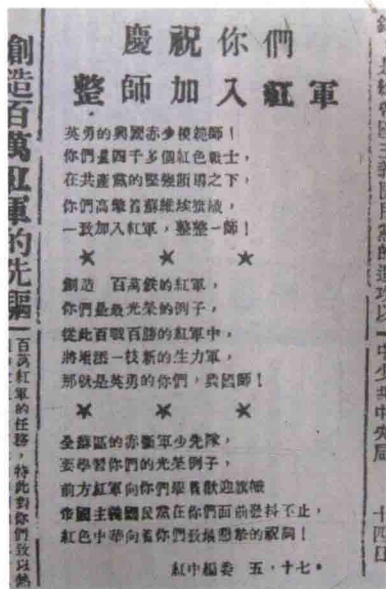 慶祝你們
整師加入紅軍
英勇的興國赤少模範師！
你們是四千多個紅色戰士，
在共產黨的堅強領導之下，
你們高擎着蘇維埃旗幟，
一致加入紅軍，整整一師！
★ ★ ★
創造 百萬鉄的紅軍，
你們是最光榮的例子，
從此百戰百勝的紅軍中，
將增添一枝新的生力軍，
那就是英勇的你們，興國師！
★ ★ ★
全蘇區的赤衞軍少先隊，
要學習你們的光榮例子，
前方紅軍向你們舉着歡迎旗幟
帝國主義國民黨在你們面前發抖不止，
紅色中華向着你們致最懇摯的祝詞！
紅中編委 五，十七。
創造百萬紅軍的先驅
百萬紅軍的任務，特此對你們致以熱
中少共中央局
十四日